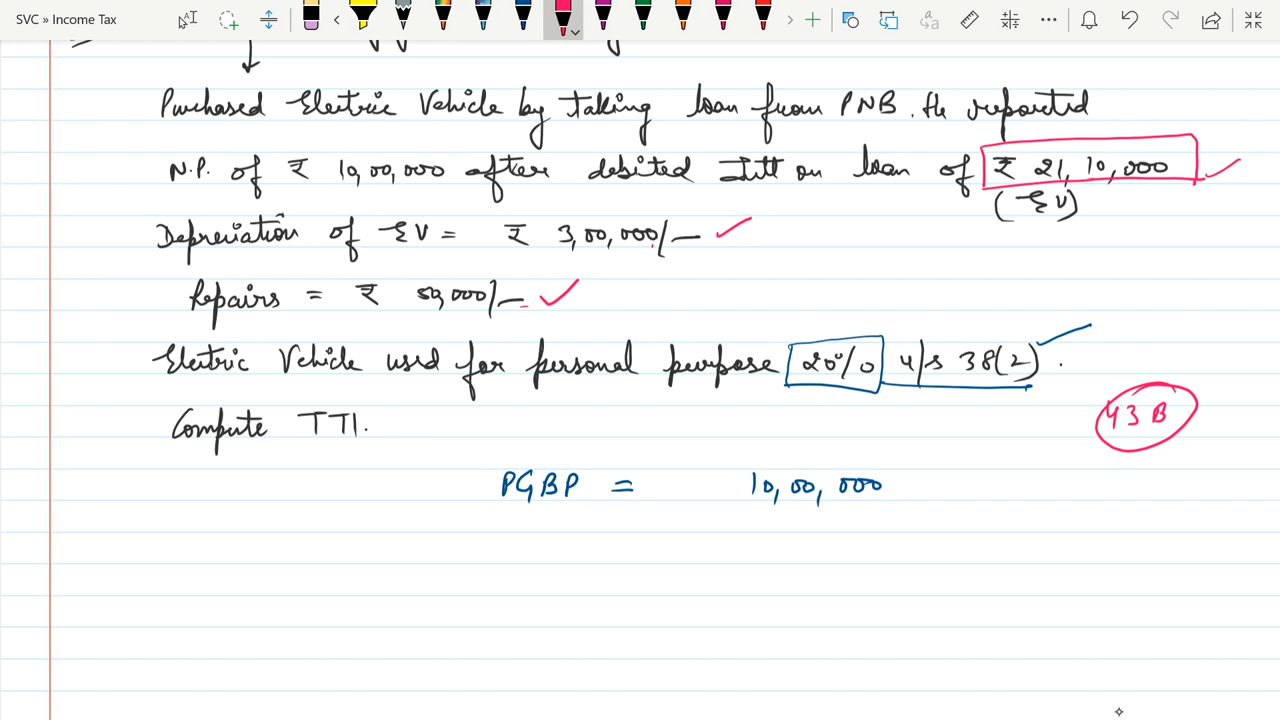 SVC » Income Tax
Purchased Electric Vehicle by taking loan from PNB. He reported
N.P. of ₹ 10,00,000 after debited Intt on loan of ₹ 21,10,000
(EV)
Depreciation of EV = ₹ 3,00,000/-
Repairs = ₹ 50,000/-
Electric Vehicle used for personal purpose 20% u/s 38(2).
43B
Compute TTI.
PGBP = 10,00,000